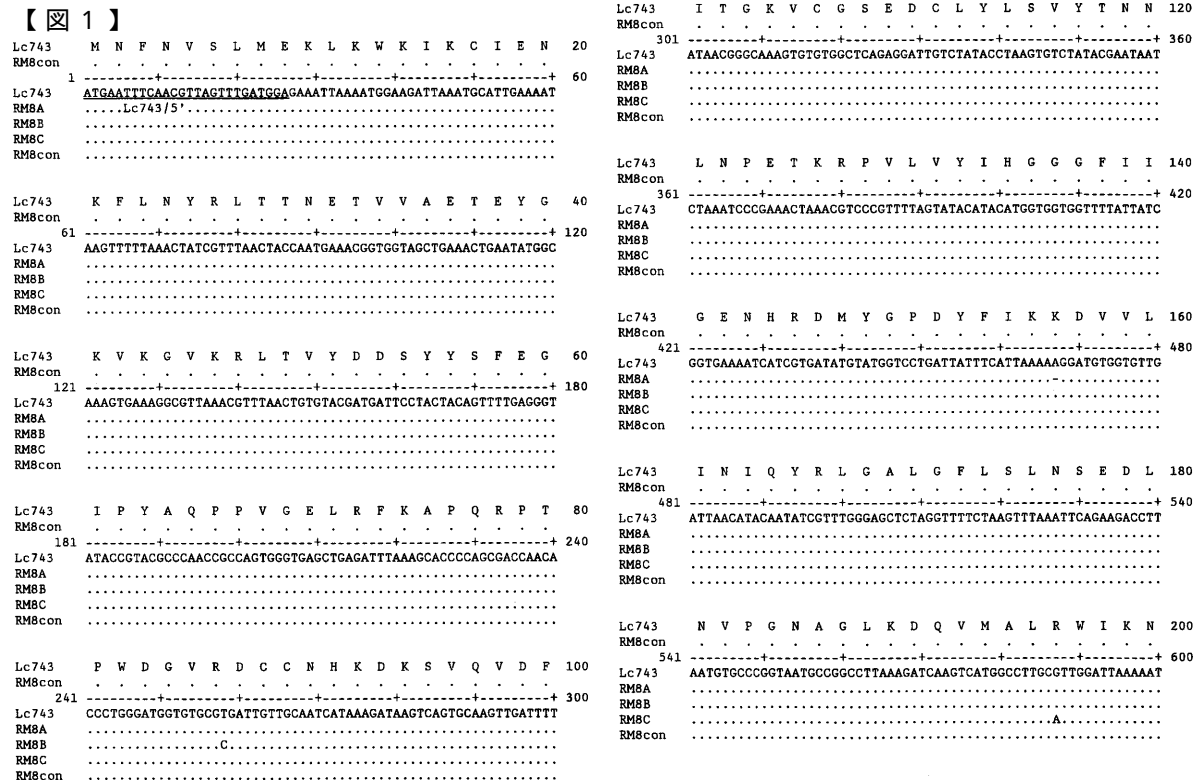 【図１】
Lc743 M N F N V S L M E K L K W K I K C I E N 20
RM8con . . . . . . . . . . . . . . . . . . . .
1 ---------+---------+---------+---------+---------+---------+ 60
Lc743 ATGAATTTCAACGTTAGTTTGATGGAGAAATTAAAATGGAAGATTAAATGCATTGAAAAT
RM8A .....Lc743/5'...............................................
RM8B ............................................................
RM8C ............................................................
RM8con ............................................................
Lc743 K F L N Y R L T T N E T V V A E T E Y G 40
RM8con . . . . . . . . . . . . . . . . . . . .
61 ---------+---------+---------+---------+---------+---------+ 120
Lc743 AAGTTTTTAAACTATCGTTTAACTACCAATGAAACGGTGGTAGCTGAAACTGAATATGGC
RM8A ............................................................
RM8B ............................................................
RM8C ............................................................
RM8con ............................................................
Lc743 K V K G V K R L T V Y D D S Y Y S F E G 60
RM8con . . . . . . . . . . . . . . . . . . . .
121 ---------+---------+---------+---------+---------+---------+ 180
Lc743 AAAGTGAAAGGCGTTAAACGTTTAACTGTGTACGATGATTCCTACTACAGTTTTGAGGGT
RM8A ............................................................
RM8B ............................................................
RM8C ............................................................
RM8con ............................................................
Lc743 I P Y A Q P P V G E L R F K A P Q R P T 80
RM8con . . . . . . . . . . . . . . . . . . . .
181 ---------+---------+---------+---------+---------+---------+ 240
Lc743 ATACCGTACGCCCAACCGCCAGTGGGTGAGCTGAGATTTAAAGCACCCCAGCGACCAACA
RM8A ............................................................
RM8B ............................................................
RM8C ............................................................
RM8con ............................................................
Lc743 P W D G V R D C C N H K D K S V Q V D F 100
RM8con . . . . . . . . . . . . . . . . . . . .
241 ---------+---------+---------+---------+---------+---------+ 300
Lc743 CCCTGGGATGGTGTGCGTGATTGTTGCAATCATAAAGATAAGTCAGTGCAAGTTGATTTT
RM8A ............................................................
RM8B .................C..........................................
RM8C ............................................................
RM8con ............................................................
Lc743 I T G K V C G S E D C L Y L S V Y T N N 120
RM8con . . . . . . . . . . . . . . . . . . . .
301 ---------+---------+---------+---------+---------+---------+ 360
Lc743 ATAACGGGCAAAGTGTGTGGCTCAGAGGATTGTCTATACCTAAGTGTCTATACGAATAAT
RM8A ............................................................
RM8B ............................................................
RM8C ............................................................
RM8con ............................................................
Lc743 L N P E T K R P V L V Y I H G G G F I I 140
RM8con . . . . . . . . . . . . . . . . . . . .
361 ---------+---------+---------+---------+---------+---------+ 420
Lc743 CTAAATCCCGAAACTAAACGTCCCGTTTTAGTATACATACATGGTGGTGGTTTTATTATC
RM8A ............................................................
RM8B ............................................................
RM8C ............................................................
RM8con ............................................................
Lc743 G E N H R D M Y G P D Y F I K K D V V L 160
RM8con . . . . . . . . . . . . . . . . . . . .
421 ---------+---------+---------+---------+---------+---------+ 480
Lc743 GGTGAAAATCATCGTGATATGTATGGTCCTGATTATTTCATTAAAAAGGATGTGGTGTTG
RM8A ............................................................
RM8B ............................................................
RM8C ............................................................
RM8con ............................................................
Lc743 I N I Q Y R L G A L G F L S L N S E D L 180
RM8con . . . . . . . . . . . . . . . . . . . .
481 ---------+---------+---------+---------+---------+---------+ 540
Lc743 ATTAACATACAATATCGTTTGGGAGCTCTAGGTTTTCTAAGTTTAAATTCAGAAGACCTT
RM8A ............................................................
RM8B ............................................................
RM8C ............................................................
RM8con ............................................................
Lc743 N V P G N A G L K D Q V M A L R W I K N 200
RM8con . . . . . . . . . . . . . . . . . . . .
541 ---------+---------+---------+---------+---------+---------+ 600
Lc743 AATGTGCCCGGTAATGCCGGCCTTAAAGATCAAGTCATGGCCTTGCGTTGGATTAAAAAT
RM8A ............................................................
RM8B ............................................................
RM8C ..............................................A.............
RM8con ............................................................